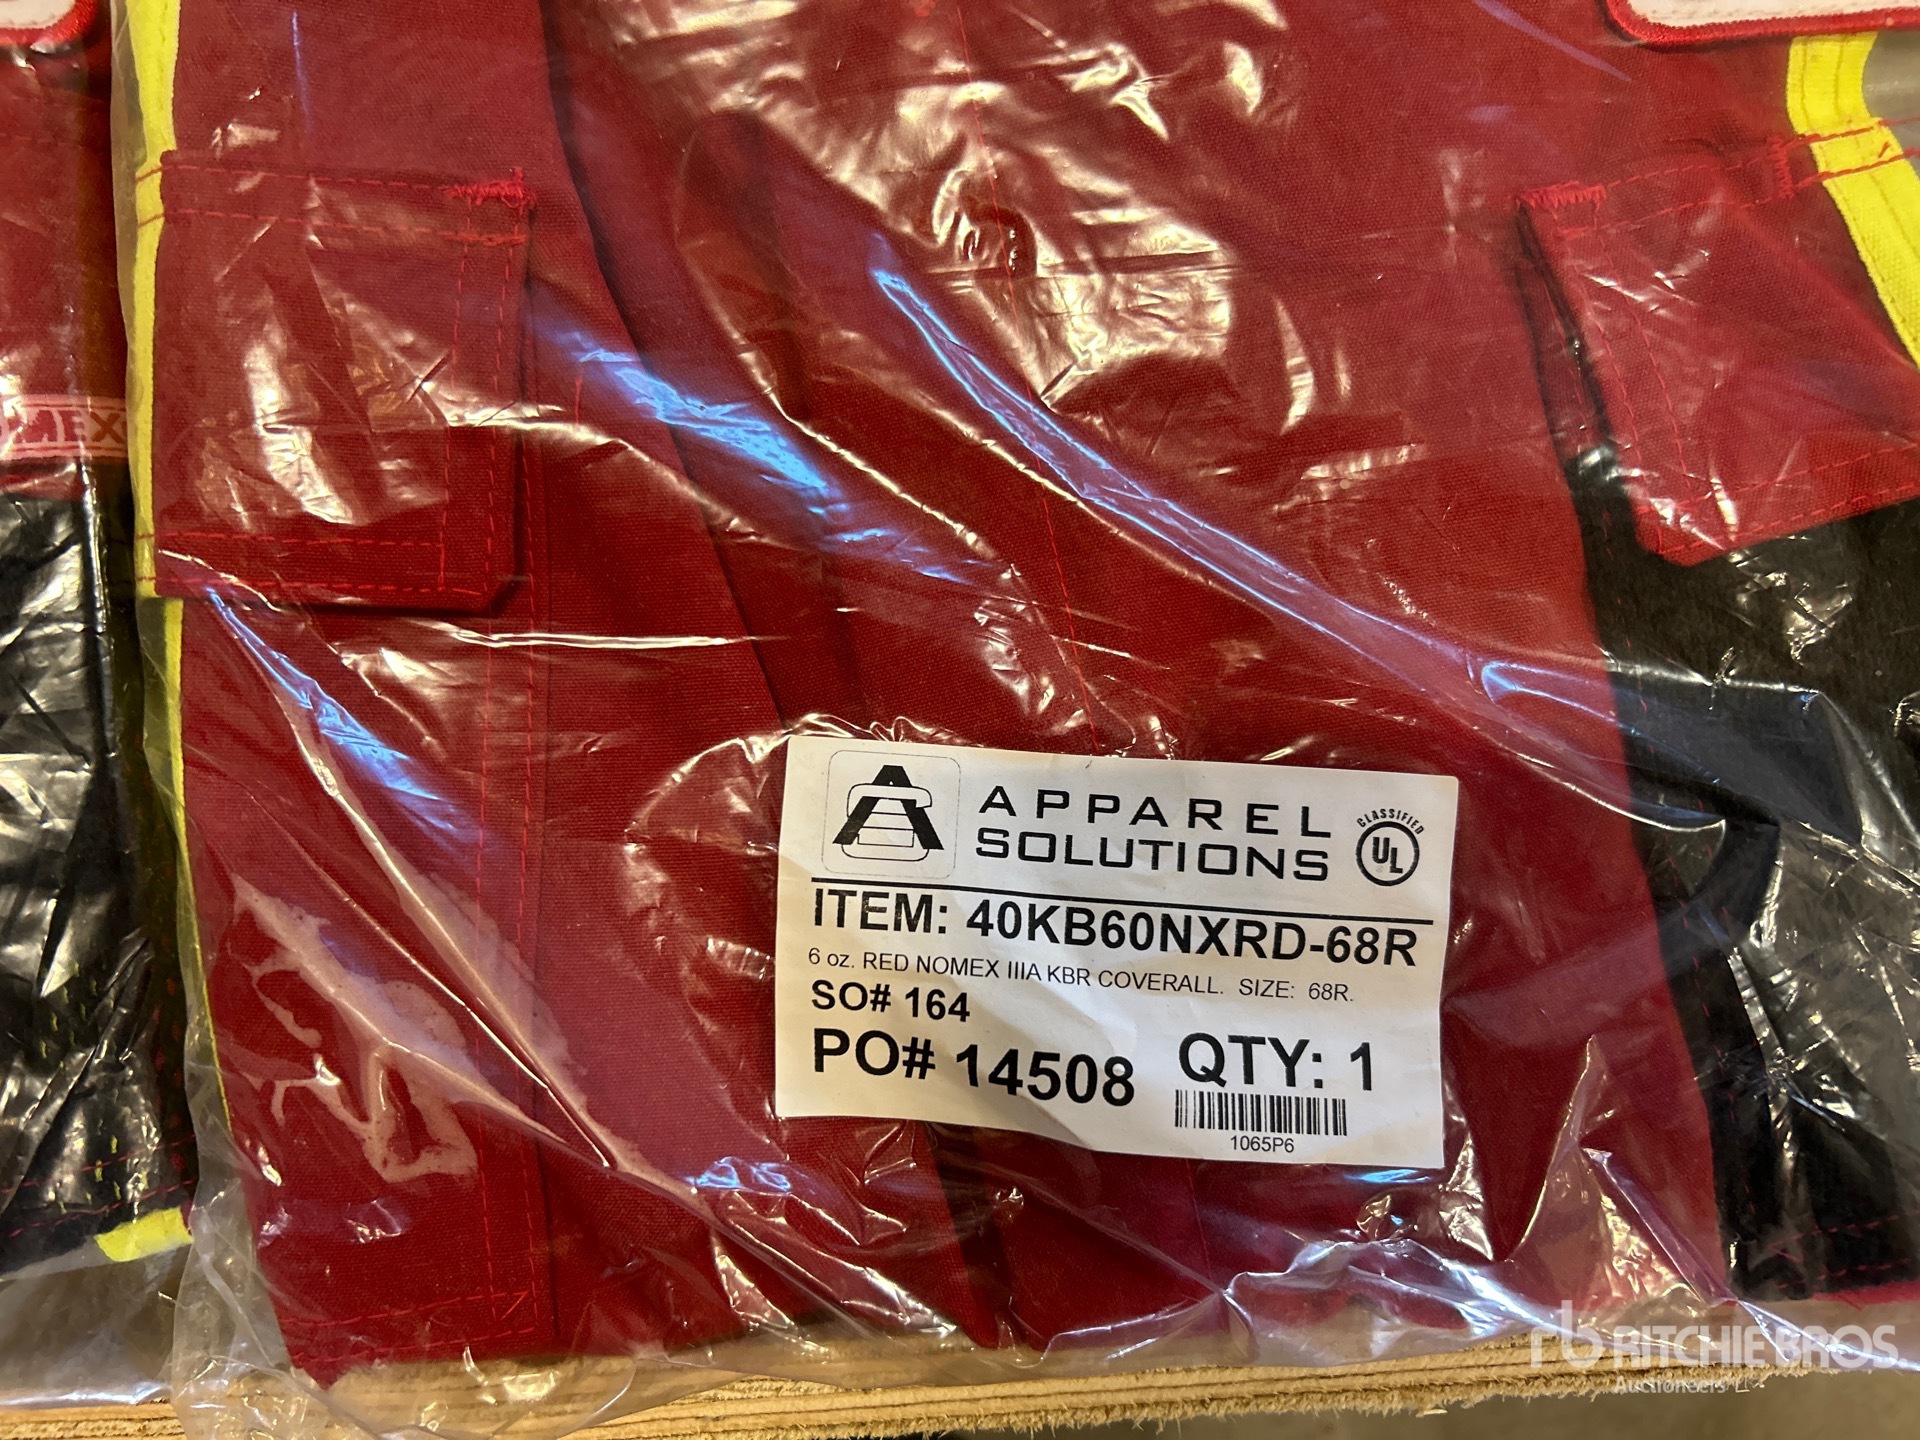 MEX
APPAREL
SOLUTIONS
CLASSIFIED
UL
ITEM: 40KB60NXRD-68R
6 oz. RED NOMEX IIIA KBR COVERALL. SIZE: 68R.
SO# 164
PO# 14508 QTY: 1
1065P6
rb RITCHIE BROS.
Auctioneers